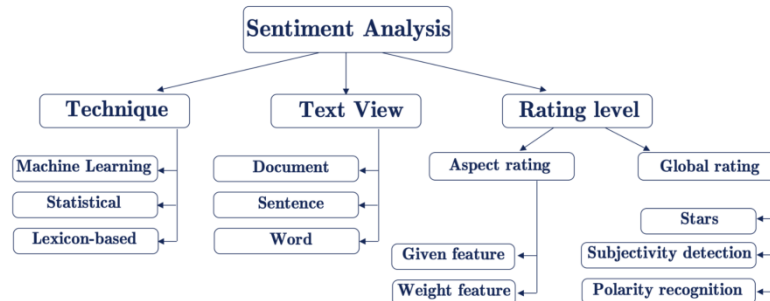 Sentiment Analysis
Technique
Text View
Rating level
Machine Learning
Statistical
Lexicon-based
Document
Sentence
Word
Aspect rating
Global rating
Given feature
Weight feature
Stars
Subjectivity detection
Polarity recognition